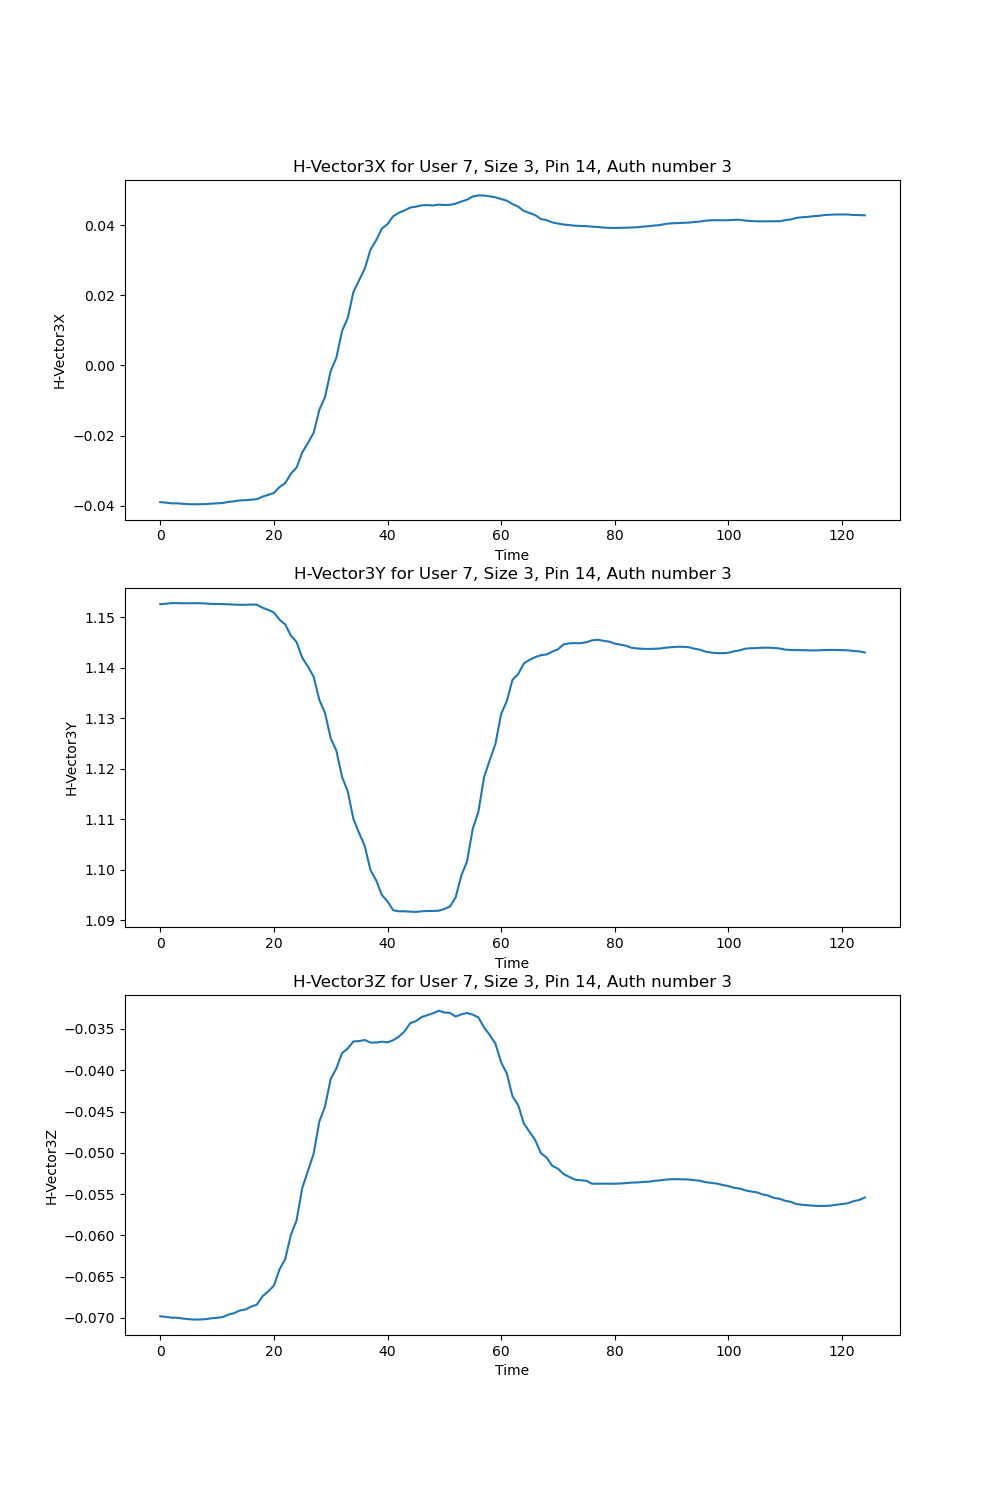 H-Vector3X for User 7, Size 3, Pin 14, Auth number 3
0.04
0.02
0.00
−0.02
−0.04
H-Vector3X
0 20 40 60 80 100 120
Time
H-Vector3Y for User 7, Size 3, Pin 14, Auth number 3
1.15
1.14
1.13
1.12
1.11
1.10
1.09
H-Vector3Y
0 20 40 60 80 100 120
Time
H-Vector3Z for User 7, Size 3, Pin 14, Auth number 3
−0.035
−0.040
−0.045
−0.050
−0.055
−0.060
−0.065
−0.070
H-Vector3Z
0 20 40 60 80 100 120
Time